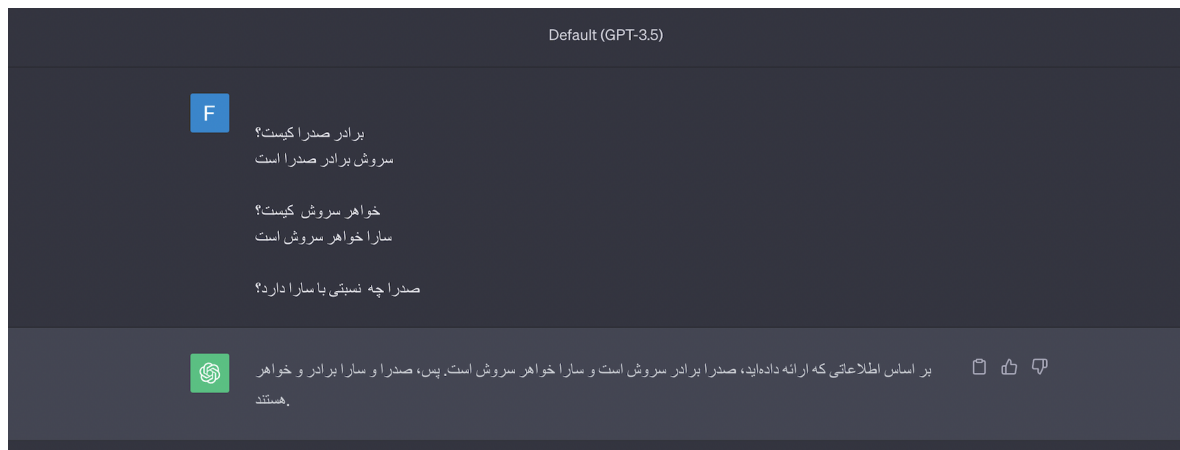 Default (GPT-3.5)
F
برادر صدرا کیست؟
سروش برادر صدرا است
خواهر سروش کیست؟
سارا خواهر سروش است
صدرا چه نسبتی با سارا دارد؟
بر اساس اطلاعاتی که ارائه داده‌اید، صدرا برادر سروش است و سارا خواهر سروش است. پس، صدرا و سارا برادر و خواهر
هستند.